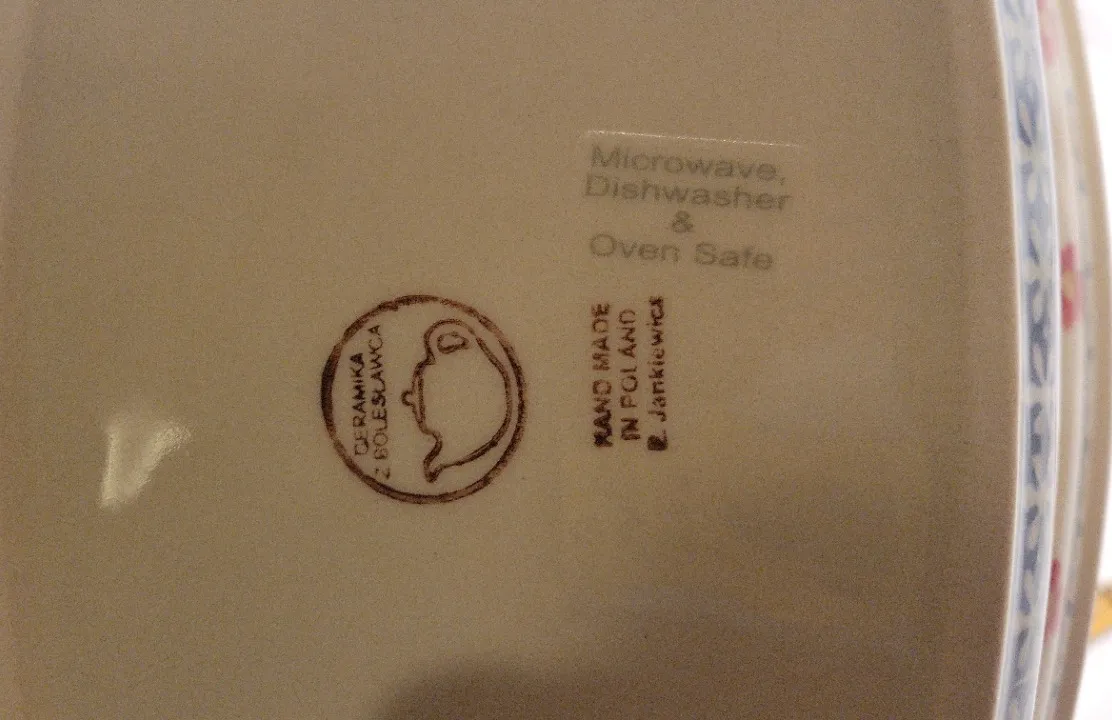 Microwave,
Dishwasher
&
Oven Safe
CERAMIKA
Z BOLESŁAWCA
HAND MADE
IN POLAND
R. Jankiewicz